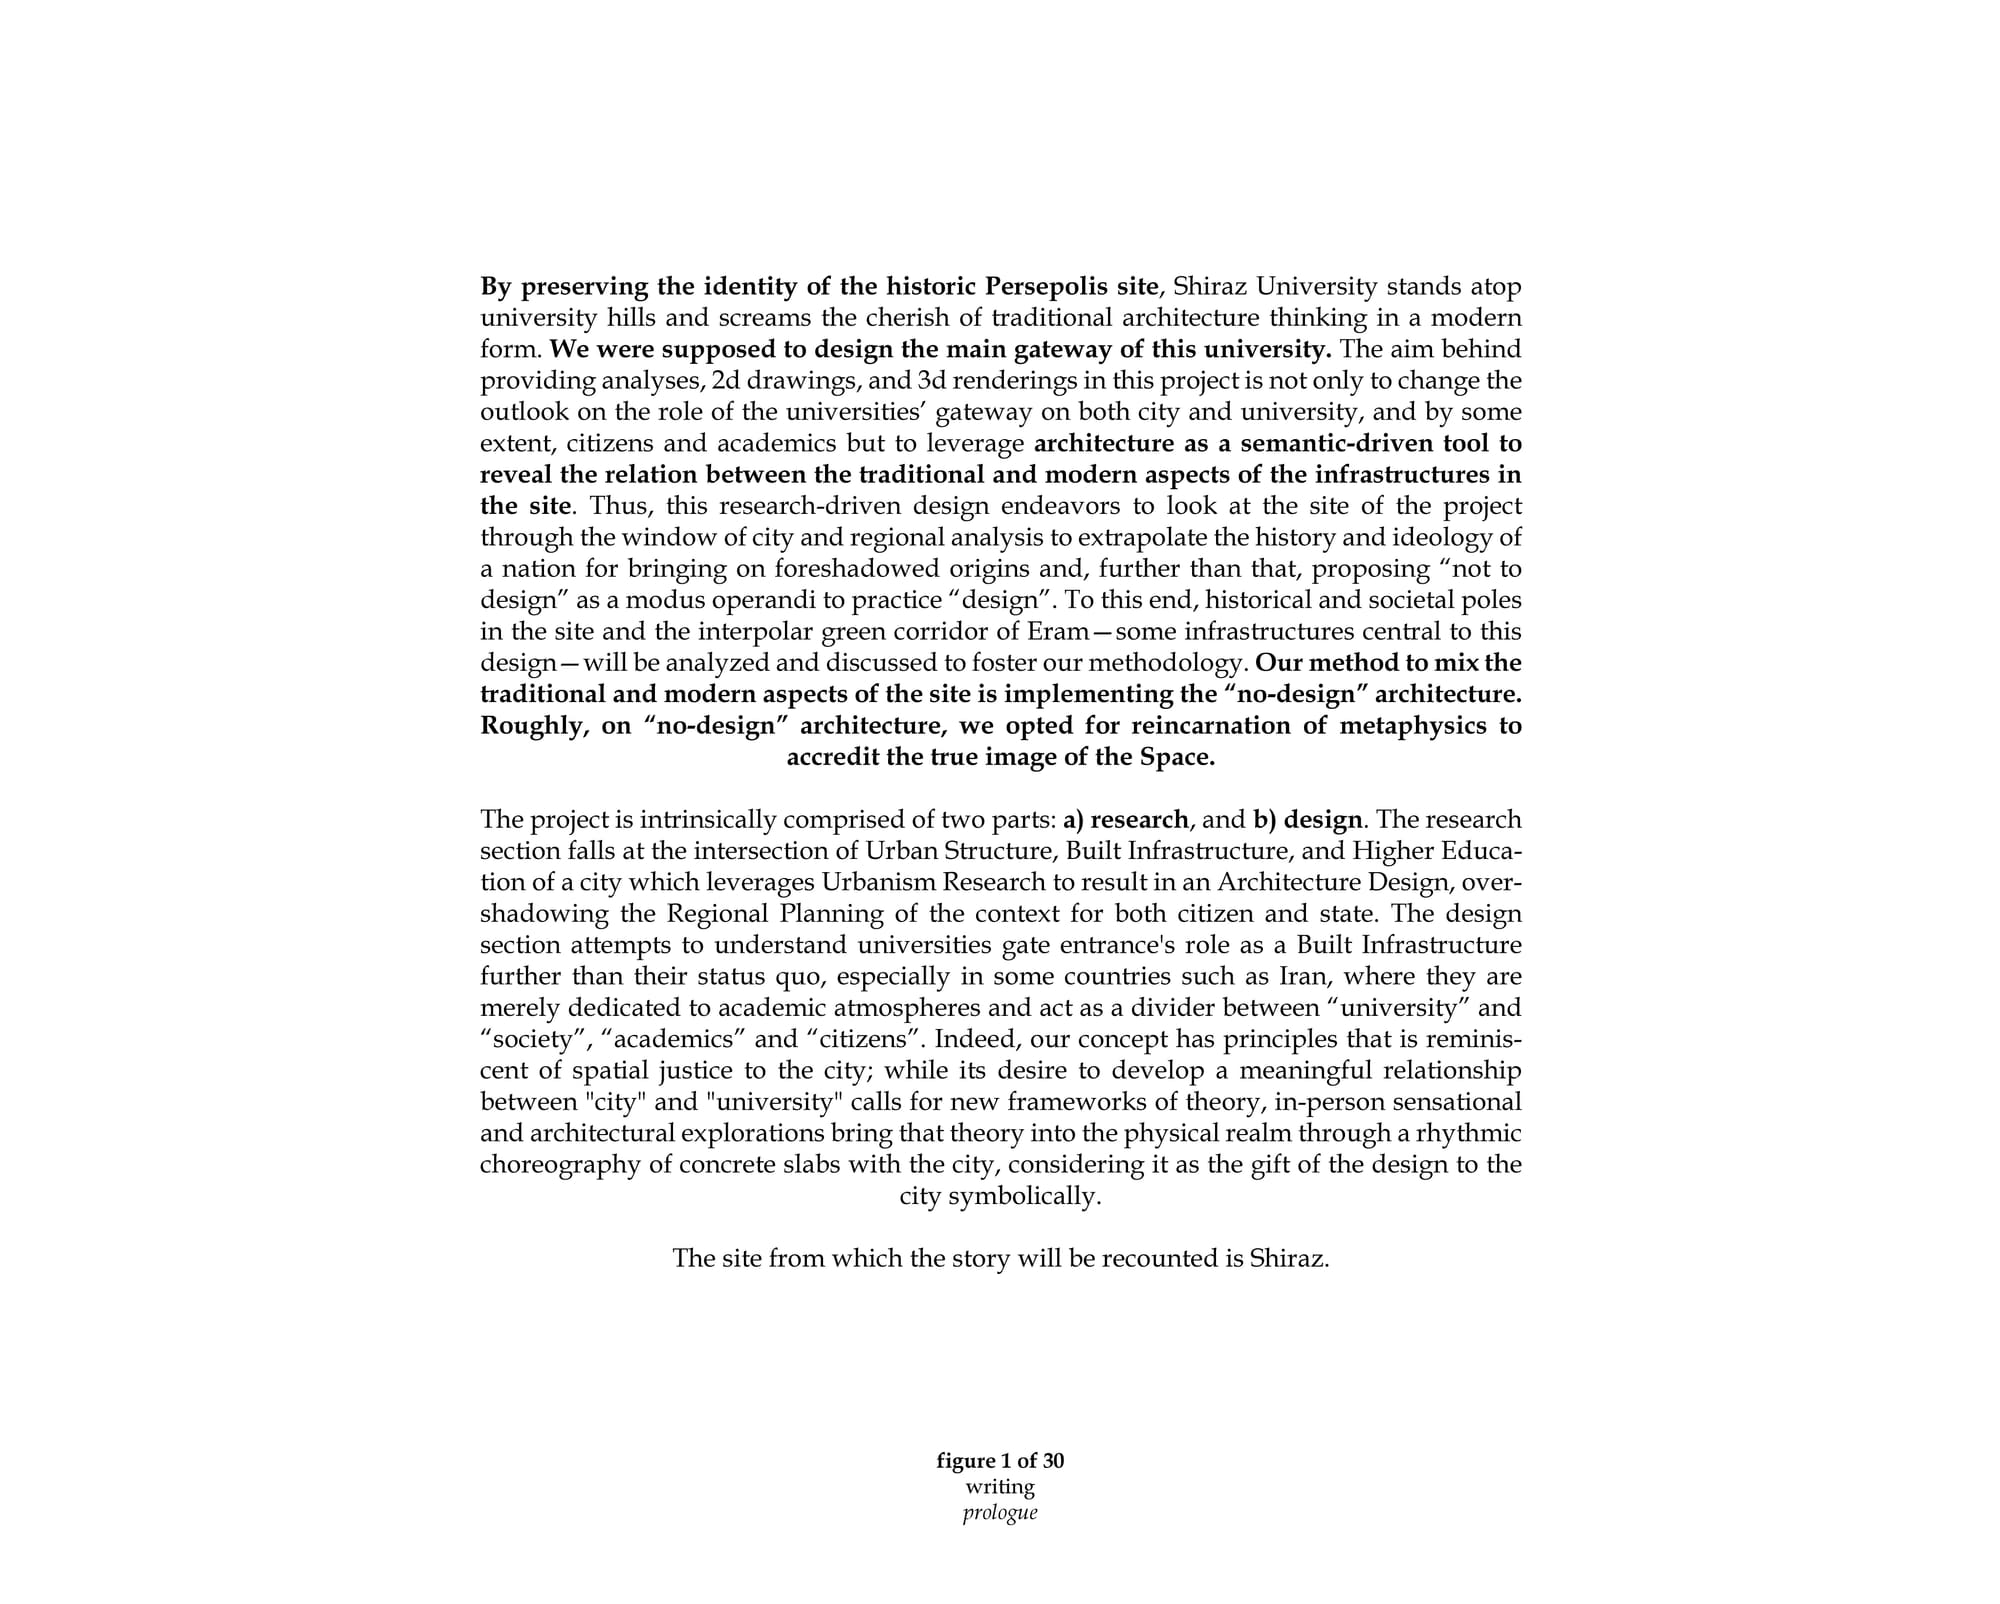 By preserving the identity of the historic Persepolis site, Shiraz University stands atop
university hills and screams the cherish of traditional architecture thinking in a modern
form. We were supposed to design the main gateway of this university. The aim behind
providing analyses, 2d drawings, and 3d renderings in this project is not only to change the
outlook on the role of the universities’ gateway on both city and university, and by some
extent, citizens and academics but to leverage architecture as a semantic-driven tool to
reveal the relation between the traditional and modern aspects of the infrastructures in
the site. Thus, this research-driven design endeavors to look at the site of the project
through the window of city and regional analysis to extrapolate the history and ideology of
a nation for bringing on foreshadowed origins and, further than that, proposing “not to
design” as a modus operandi to practice “design”. To this end, historical and societal poles
in the site and the interpolar green corridor of Eram—some infrastructures central to this
design—will be analyzed and discussed to foster our methodology. Our method to mix the
traditional and modern aspects of the site is implementing the “no-design” architecture.
Roughly, on “no-design” architecture, we opted for reincarnation of metaphysics to
accredit the true image of the Space.
The project is intrinsically comprised of two parts: a) research, and b) design. The research
section falls at the intersection of Urban Structure, Built Infrastructure, and Higher Educa-
tion of a city which leverages Urbanism Research to result in an Architecture Design, over-
shadowing the Regional Planning of the context for both citizen and state. The design
section attempts to understand universities gate entrance's role as a Built Infrastructure
further than their status quo, especially in some countries such as Iran, where they are
merely dedicated to academic atmospheres and act as a divider between “university” and
“society”, “academics” and “citizens”. Indeed, our concept has principles that is reminis-
cent of spatial justice to the city; while its desire to develop a meaningful relationship
between "city" and "university" calls for new frameworks of theory, in-person sensational
and architectural explorations bring that theory into the physical realm through a rhythmic
choreography of concrete slabs with the city, considering it as the gift of the design to the
city symbolically.
The site from which the story will be recounted is Shiraz.
figure 1 of 30
writing
prologue